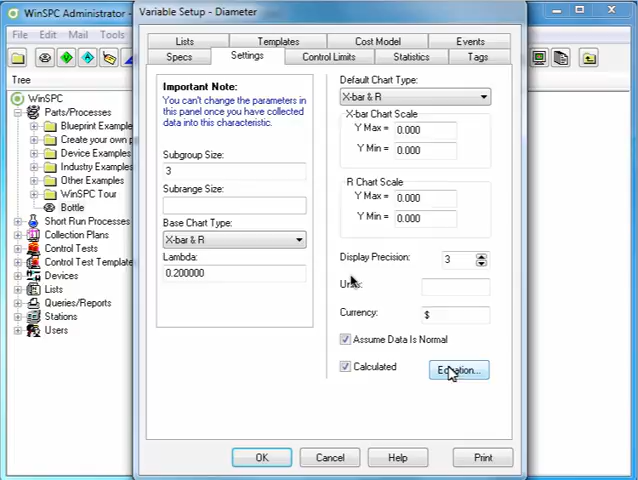 WinSPC Administrator -
File Edit Mail Tools
Tree
WinSPC
Parts/Processes
Blueprint Example
Create your own p
Device Examples
Industry Example
Other Examples
WinSPC Tour
Bottle
Short Run Processes
Collection Plans
Control Tests
Control Test Template
Devices
Lists
Queries/Reports
Stations
Users
Variable Setup - Diameter
Lists Templates Cost Model Events
Specs Settings Control Limits Statistics Tags
Important Note:
You can't change the parameters in
this panel once you have collected
data into this characteristic.
Subgroup Size:
3
Subrange Size:
Base Chart Type:
X-bar & R
Lambda:
0.200000
Default Chart Type:
X-bar & R
X-bar Chart Scale
Y Max = 0.000
Y Min = 0.000
R Chart Scale
Y Max = 0.000
Y Min = 0.000
Display Precision: 3
Units:
Currency: $
Assume Data Is Normal
Calculated Equation...
OK Cancel Help Print